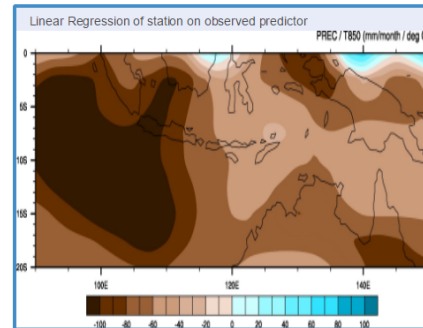 Linear Regression of station on observed predictor
PREC / T850 (mm/month / deg C
0
5S
10S
15S
20S
100E 120E 140E
-100 -80 -60 -40 -20 0 20 40 60 80 100